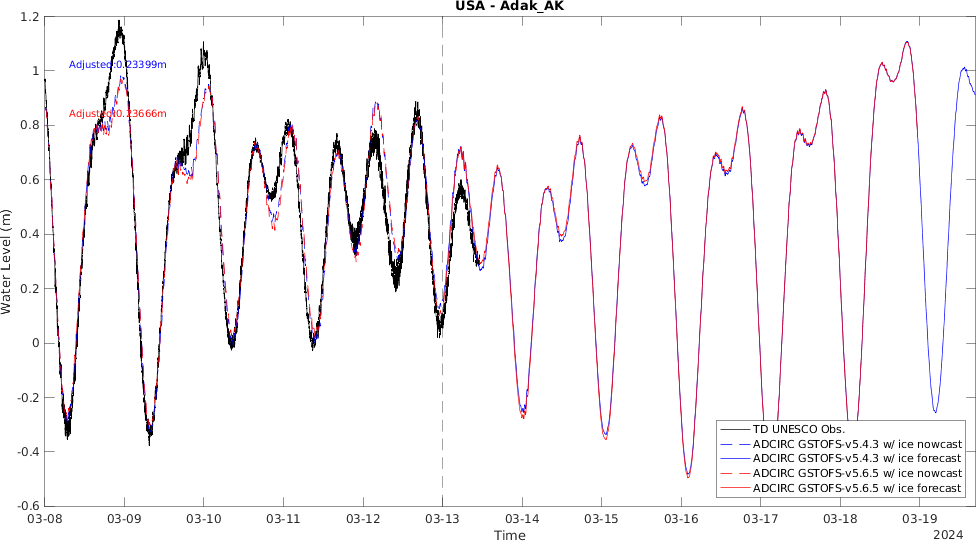 USA - Adak_AK
1.2
1
0.8
0.6
0.4
0.2
0
-0.2
-0.4
-0.6
Water Level (m)
Adjusted:0.23399m
Adjusted:0.23666m
TD UNESCO Obs.
ADCIRC GSTOFS-v5.4.3 w/ ice nowcast
ADCIRC GSTOFS-v5.4.3 w/ ice forecast
ADCIRC GSTOFS-v5.6.5 w/ ice nowcast
ADCIRC GSTOFS-v5.6.5 w/ ice forecast
03-08 03-09 03-10 03-11 03-12 03-13 03-14 03-15 03-16 03-17 03-18 03-19
Time
2024